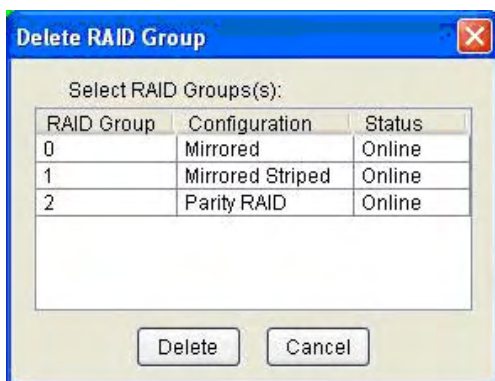 Delete RAID Group
Select RAID Groups(s):
RAID Group Configuration Status
0 Mirrored Online
1 Mirrored Striped Online
2 Parity RAID Online
Delete Cancel